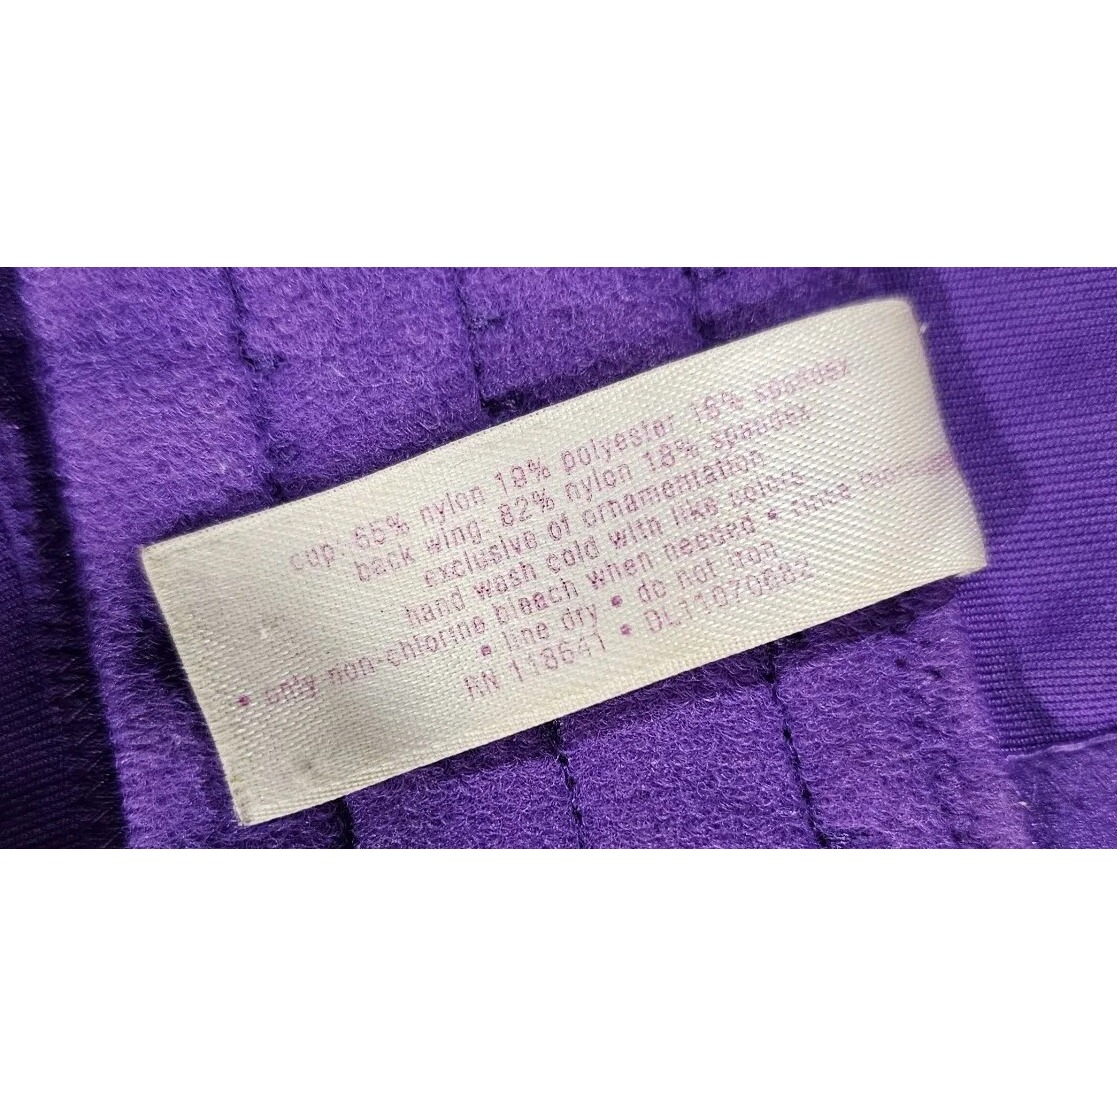 cup: 65% nylon 19% polyester 16% spandex
back wing: 82% nylon 18% spandex
exclusive of ornamentation
hand wash cold with like colors
• only non-chlorine bleach when needed •
• line dry • do not iron
RN 118641 • DL11070682